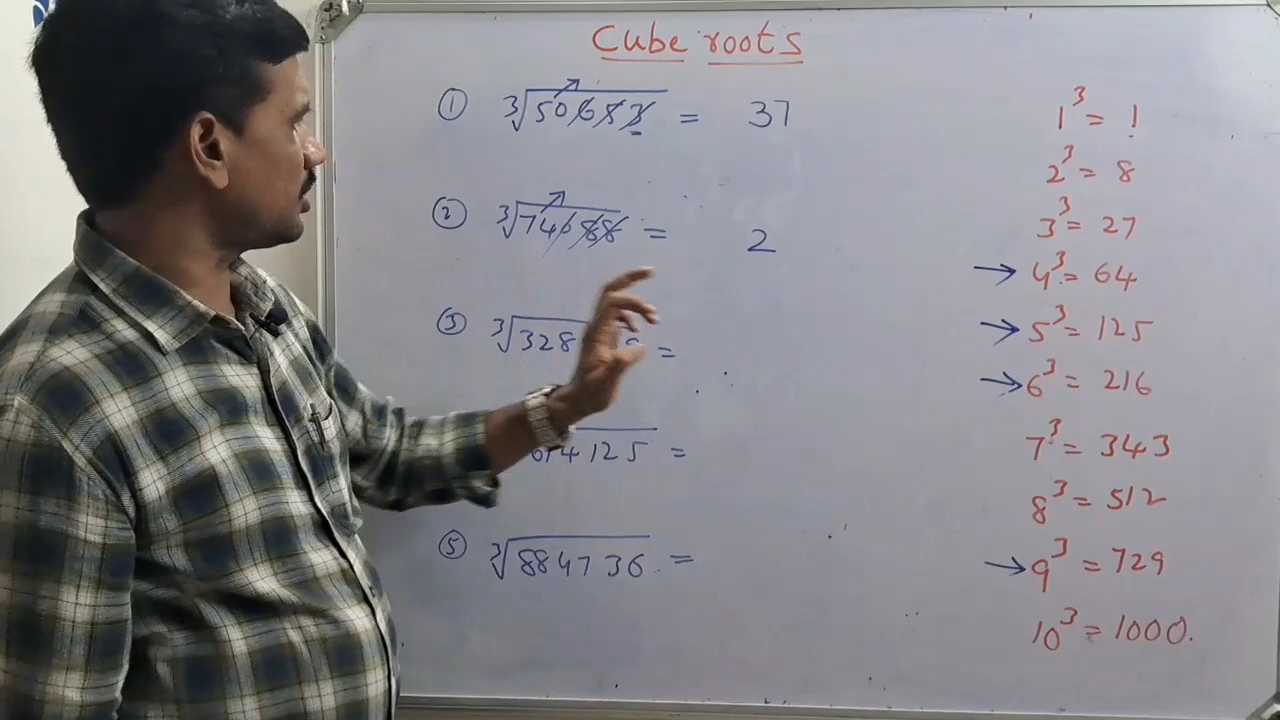 Cube roots
① ∛50653 = 37
② ∛74088 = 2
③ ∛328 =
125 =
⑤ ∛884736 =
1³ = 1
2³ = 8
3³ = 27
→ 4³ = 64
→ 5³ = 125
→ 6³ = 216
7³ = 343
8³ = 512
→ 9³ = 729
10³ = 1000.